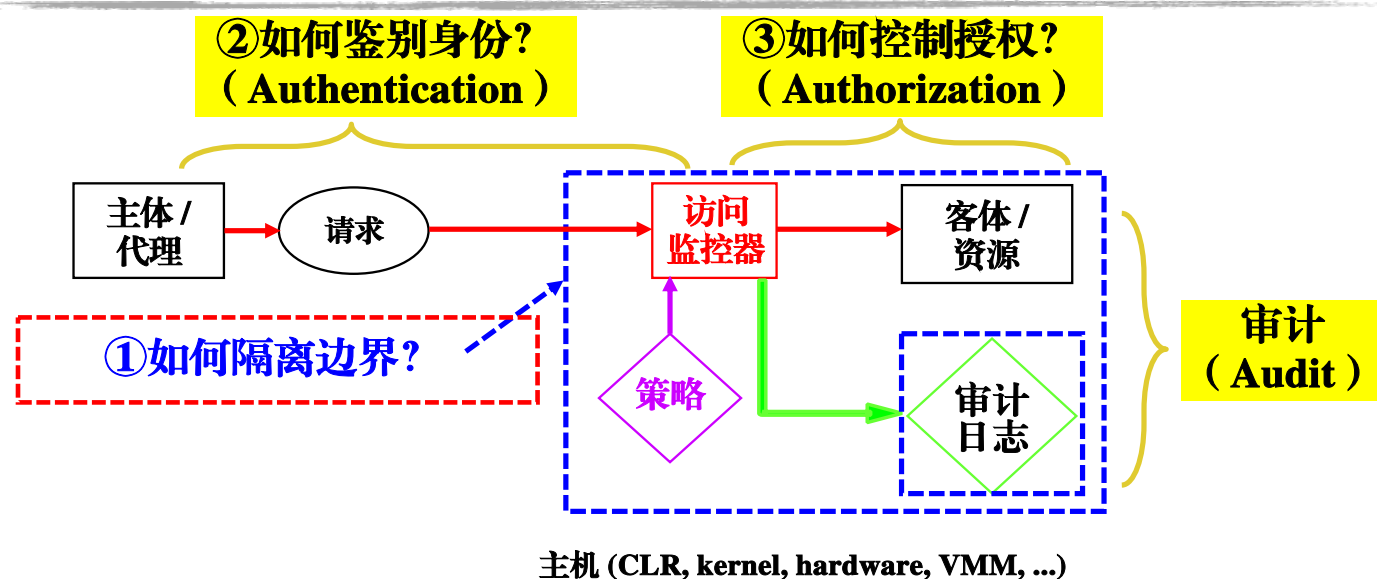 ②如何鉴别身份？
（Authentication）
③如何控制授权？
（Authorization）
主体 /
代理
请求
访问
监控器
客体 /
资源
①如何隔离边界？
策略
审计
日志
审计
（Audit）
主机 (CLR, kernel, hardware, VMM, ...)